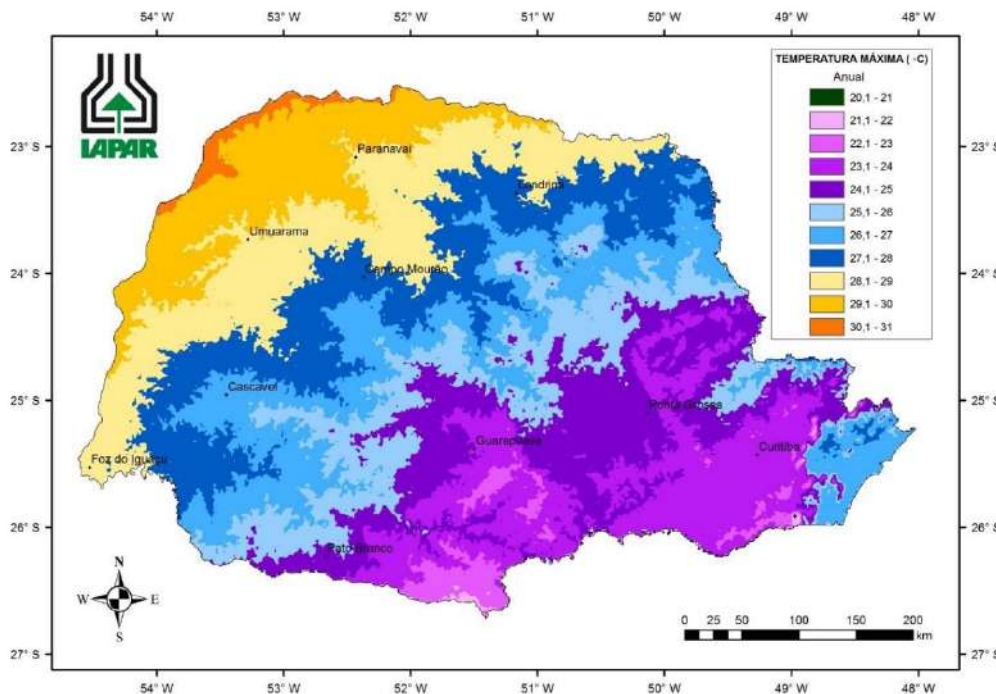 54° W 53° W 52° W 51° W 50° W 49° W 48° W
IAPAR
TEMPERATURA MÁXIMA ( ◦C)
Anual
20,1 - 21
21,1 - 22
22,1 - 23
23,1 - 24
24,1 - 25
25,1 - 26
26,1 - 27
27,1 - 28
28,1 - 29
29,1 - 30
30,1 - 31
23° S 23° S
Paranavaí
Londrina
Umuarama
24° S 24° S
Campo Mourão
Cascavel
25° S 25° S
Ponta Grossa
Guarapuava
Curitiba
Foz do Iguaçu
26° S 26° S
Pato Branco
N
W E
S
0 25 50 100 150 200
km
27° S 27° S
54° W 53° W 52° W 51° W 50° W 49° W 48° W